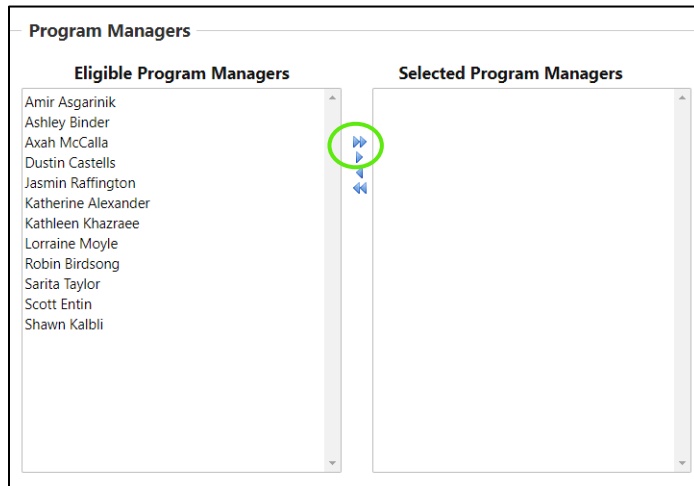 Program Managers
Eligible Program Managers
Selected Program Managers
Amir Asgarinik
Ashley Binder
Axah McCalla
Dustin Castells
Jasmin Raffington
Katherine Alexander
Kathleen Khazraee
Lorraine Moyle
Robin Birdsong
Sarita Taylor
Scott Entin
Shawn Kalbli